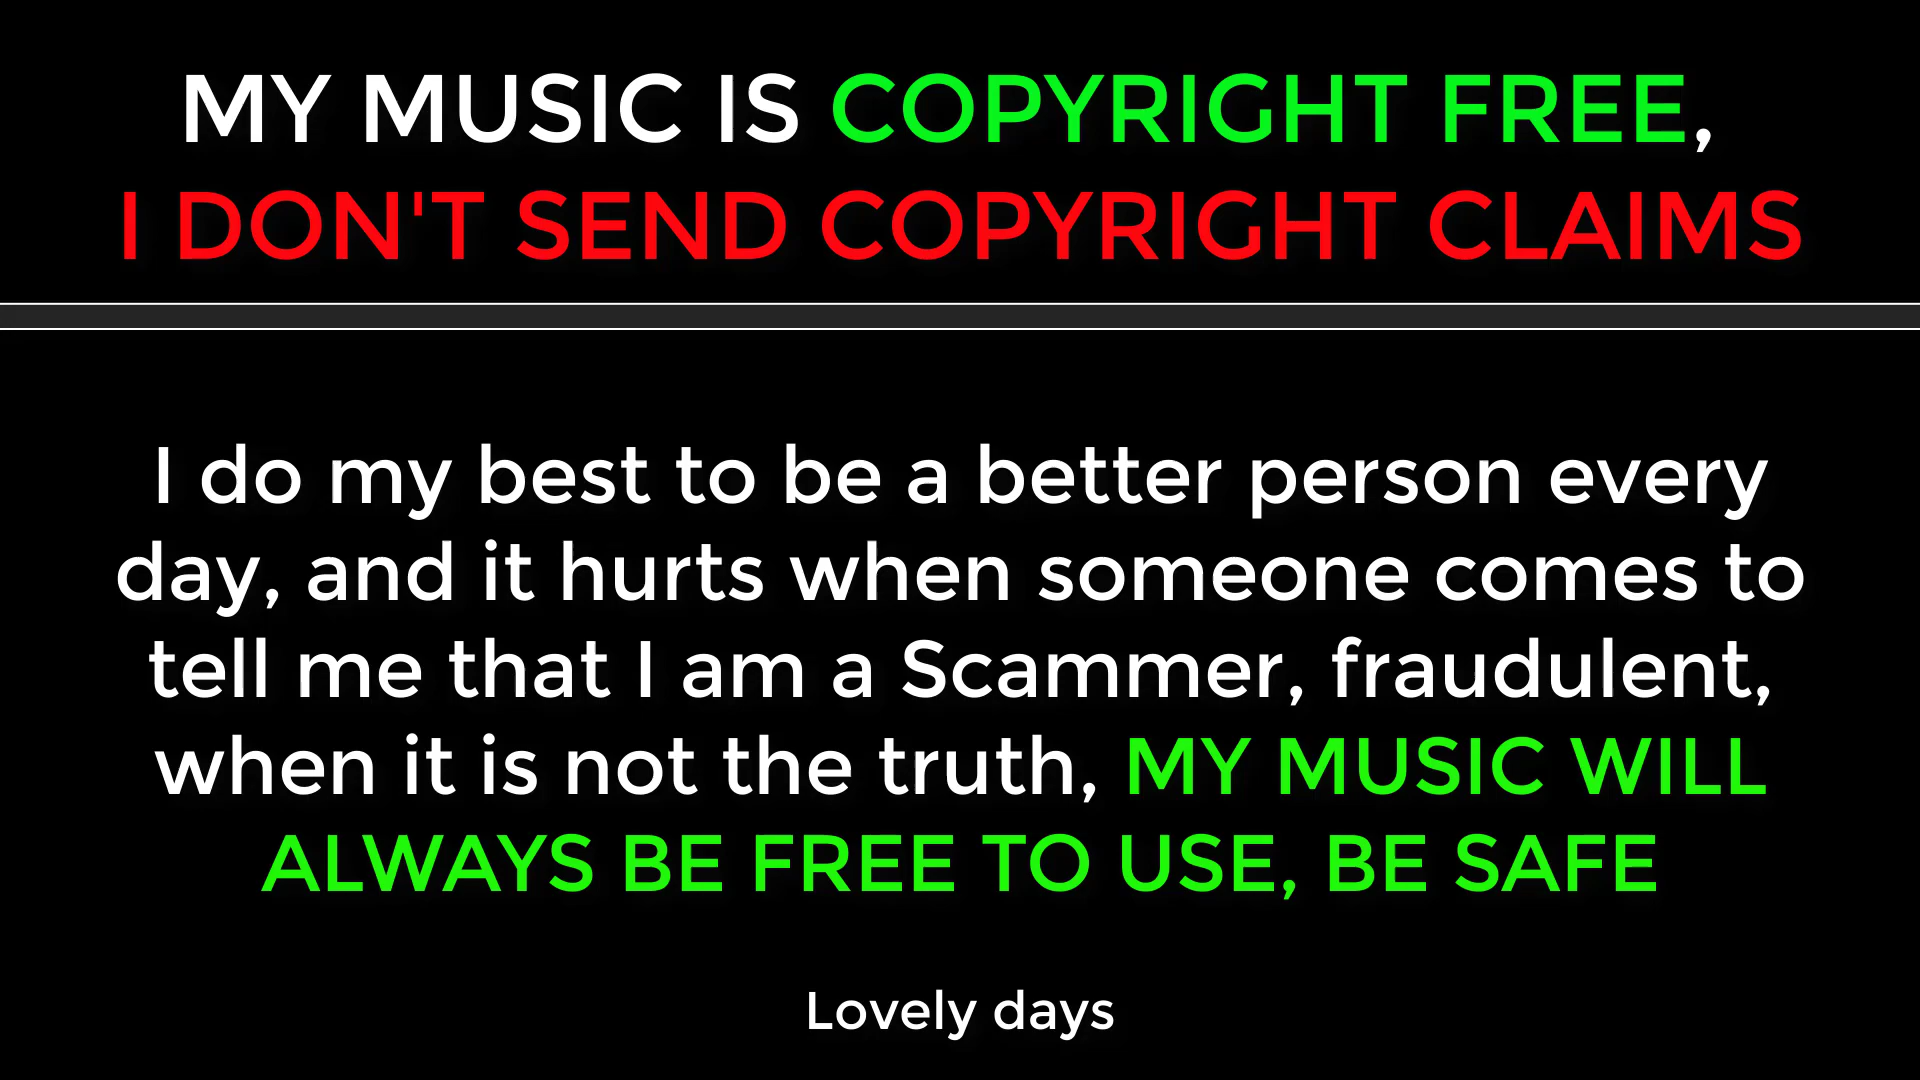 MY MUSIC IS COPYRIGHT FREE,
I DON'T SEND COPYRIGHT CLAIMS
I do my best to be a better person every
day, and it hurts when someone comes to
tell me that I am a Scammer, fraudulent,
when it is not the truth, MY MUSIC WILL
ALWAYS BE FREE TO USE, BE SAFE
Lovely days